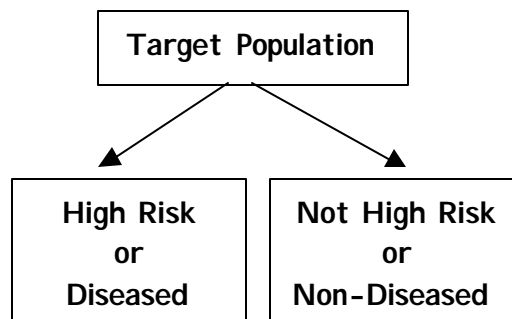 Target Population
High Risk
or
Diseased
Not High Risk
or
Non-Diseased